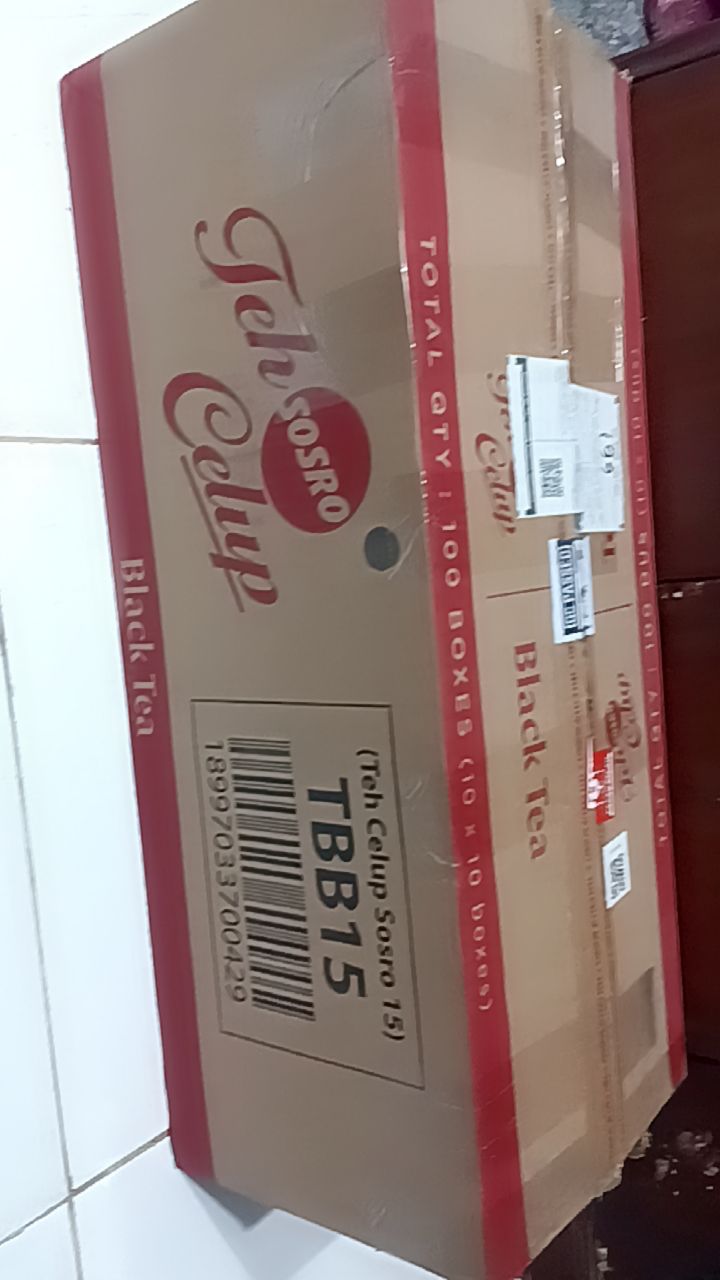 Teh
SOSRO
Celup
(Teh Celup Sosro 15)
TBB15
18997033700429
Black Tea
TOTAL QTY : 100 BOXES (10 x 10 boxes)
Celup
Black Tea